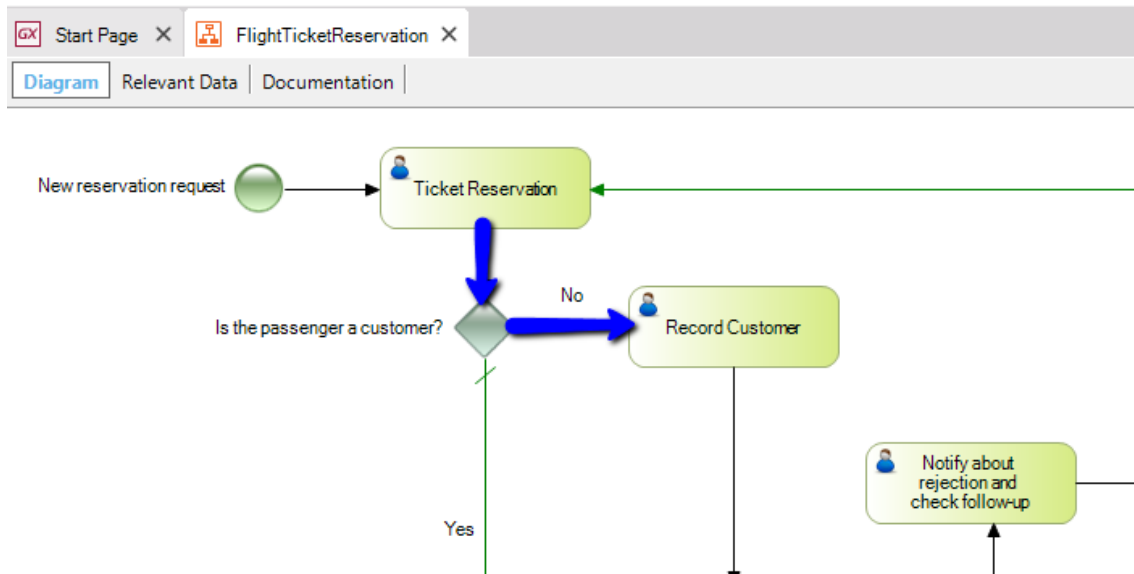 GX Start Page FlightTicketReservation
Diagram Relevant Data Documentation
New reservation request
Ticket Reservation
No
Is the passenger a customer?
Record Customer
Notify about
rejection and
check follow-up
Yes